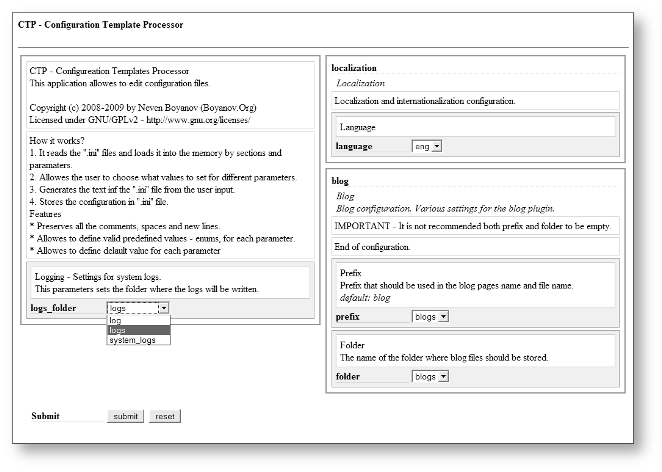 CTP - Configuration Template Processor
CTP - Configureation Templates Processor
This application allowes to edit configuration files.
Copyright (c) 2008-2009 by Neven Boyanov (Boyanov.Org)
Licensed under GNU/GPLv2 - http://www.gnu.org/licenses/
How it works?
1. It reads the ".ini" files and loads it into the memory by sections and
paramaters.
2. Allowes the user to choose what values to set for different parameters.
3. Generates the text inf the ".ini" file from the user input.
4. Stores the configuration in ".ini" file.
Features
* Preserves all the comments, spaces and new lines.
* Allowes to define valid predefined values - enums, for each parameter.
* Allowes to define delault value for each parameter
Logging - Settings for system logs.
This parameters sets the folder where the logs will be written.
logs_folder logs
log
logs
system_logs
Submit submit reset
localization
Localization
Localization and internationalization configuration.
Language
language eng
blog
Blog
Blog configuration. Various settings for the blog plugin.
IMPORTANT - It is not recommended both prefix and folder to be empty.
End of configuration.
Prefix
Prefix that should be used in the blog pages name and file name.
default: blog
prefix blogs
Folder
The name of the folder where blog files should be stored.
folder blogs